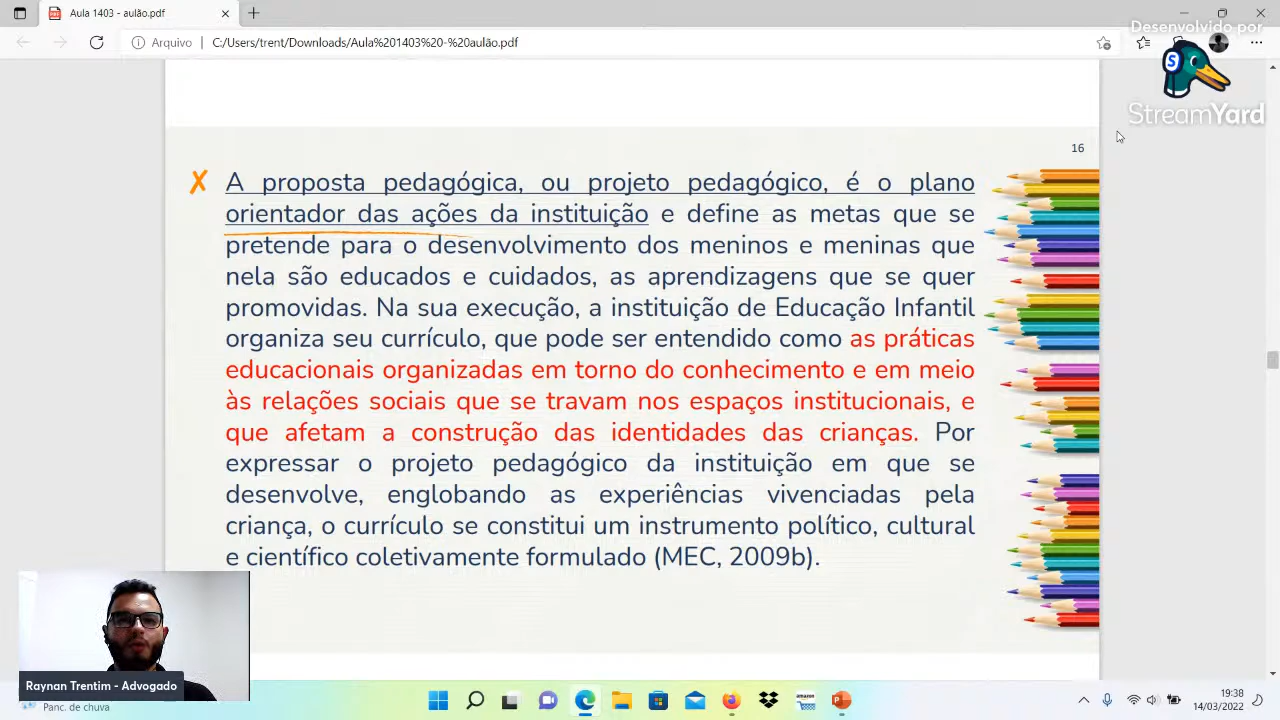 Aula 1403 - aulão.pdf
Desenvolvido por
Arquivo
C:/Users/trent/Downloads/Aula%201403%20-%20aulão.pdf
StreamYard
16
A proposta pedagógica, ou projeto pedagógico, é o plano
orientador das ações da instituição e define as metas que se
pretende para o desenvolvimento dos meninos e meninas que
nela são educados e cuidados, as aprendizagens que se quer
promovidas. Na sua execução, a instituição de Educação Infantil
organiza seu currículo, que pode ser entendido como as práticas
educacionais organizadas em torno do conhecimento e em meio
às relações sociais que se travam nos espaços institucionais, e
que afetam a construção das identidades das crianças. Por
expressar o projeto pedagógico da instituição em que se
desenvolve, englobando as experiências vivenciadas pela
criança, o currículo se constitui um instrumento político, cultural
e científico coletivamente formulado (MEC, 2009b).
Raynan Trentim - Advogado
Panc. de chuva
amazon
19:38
14/03/2022